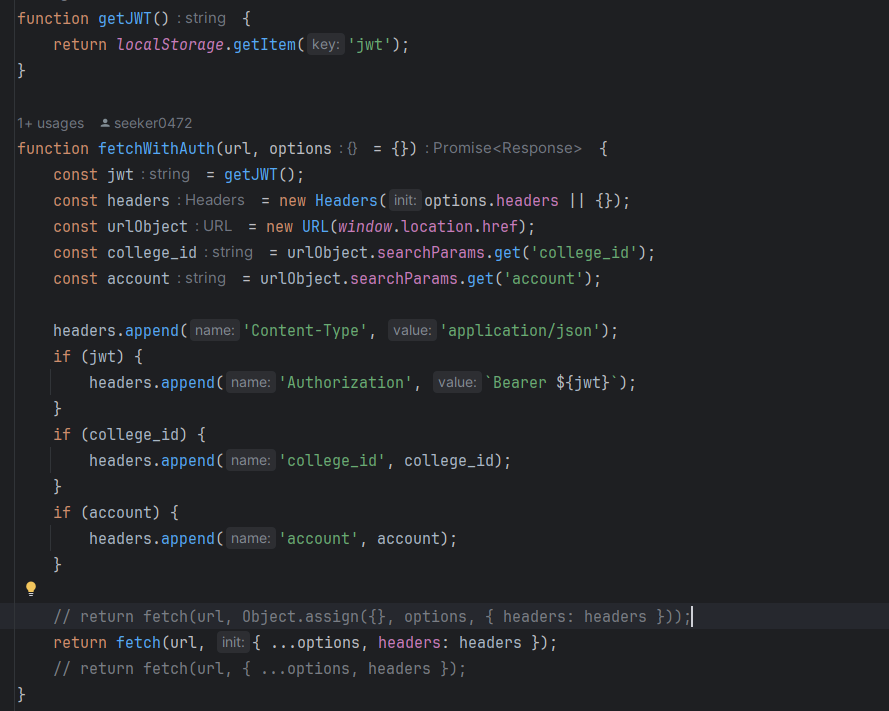 function getJWT() : string {
    return localStorage.getItem( key: 'jwt');
}
1+ usages seeker0472
function fetchWithAuth(url, options : {} = {}) : Promise<Response> {
    const jwt : string = getJWT();
    const headers : Headers = new Headers( init: options.headers || {});
    const urlObject : URL = new URL(window.location.href);
    const college_id : string = urlObject.searchParams.get('college_id');
    const account : string = urlObject.searchParams.get('account');
    headers.append( name: 'Content-Type', value: 'application/json');
    if (jwt) {
        headers.append( name: 'Authorization', value: `Bearer ${jwt}`);
    }
    if (college_id) {
        headers.append( name: 'college_id', college_id);
    }
    if (account) {
        headers.append( name: 'account', account);
    }
    // return fetch(url, Object.assign({}, options, { headers: headers }));
    return fetch(url, init: { ...options, headers: headers });
    // return fetch(url, { ...options, headers });
}